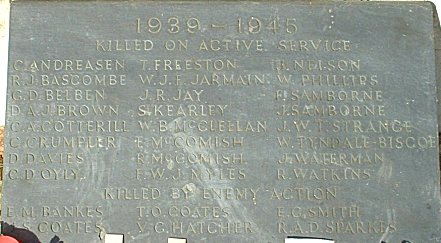 1939 - 1945
KILLED ON ACTIVE SERVICE
C. ANDREASEN T. FREESTON H. NELSON
R. J. BASCOMBE W. J. F. JARMAIN W. PHILLIPS
G. D. BELBEN J. R. JAY F. SAMBORNE
D. A. J. BROWN S. KEARLEY J. SAMBORNE
C. A. COTTERILL W. B. McCLELLAN J. W. T. STRANGE
C. CRUMPLER E. McCOMISH W. TYNDALE-BISCOE
D. DAVIES R. McCOMISH J. WATERMAN
C. D'OYLY F. W. J. MYLES R. WATKINS
KILLED BY ENEMY ACTION
E. M. BANKES T. O. COATES E. G. SMITH
COATES V. G. HATCHER R. A. D. SPARKES